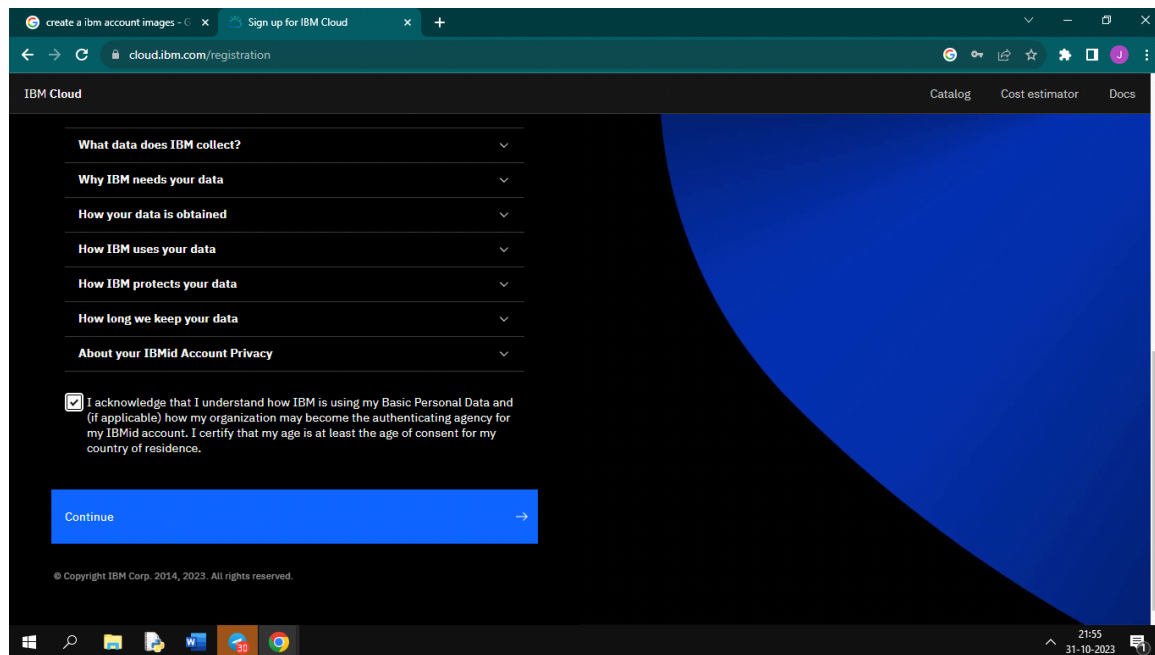 create a ibm account images - G
Sign up for IBM Cloud
cloud.ibm.com/registration
J
IBM Cloud
Catalog
Cost estimator
Docs
What data does IBM collect?
Why IBM needs your data
How your data is obtained
How IBM uses your data
How IBM protects your data
How long we keep your data
About your IBMid Account Privacy
I acknowledge that I understand how IBM is using my Basic Personal Data and
(if applicable) how my organization may become the authenticating agency for
my IBMid account. I certify that my age is at least the age of consent for my
country of residence.
Continue
© Copyright IBM Corp. 2014, 2023. All rights reserved.
W
30
21:55
31-10-2023
1